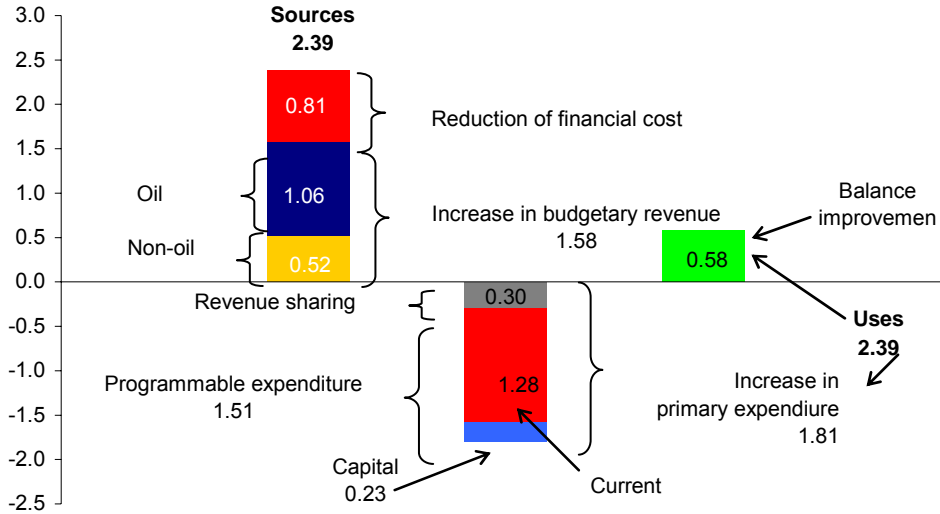 3.0
2.5
2.0
1.5
1.0
0.5
0.0
-0.5
-1.0
-1.5
-2.0
-2.5
Sources
2.39
0.81
Reduction of financial cost
Oil
1.06
Increase in budgetary revenue
1.58
Non-oil
0.52
Balance
improvemen
0.58
Revenue sharing
0.30
Uses
2.39
Programmable expenditure
1.51
1.28
Increase in
primary expendiure
1.81
Capital
0.23
Current